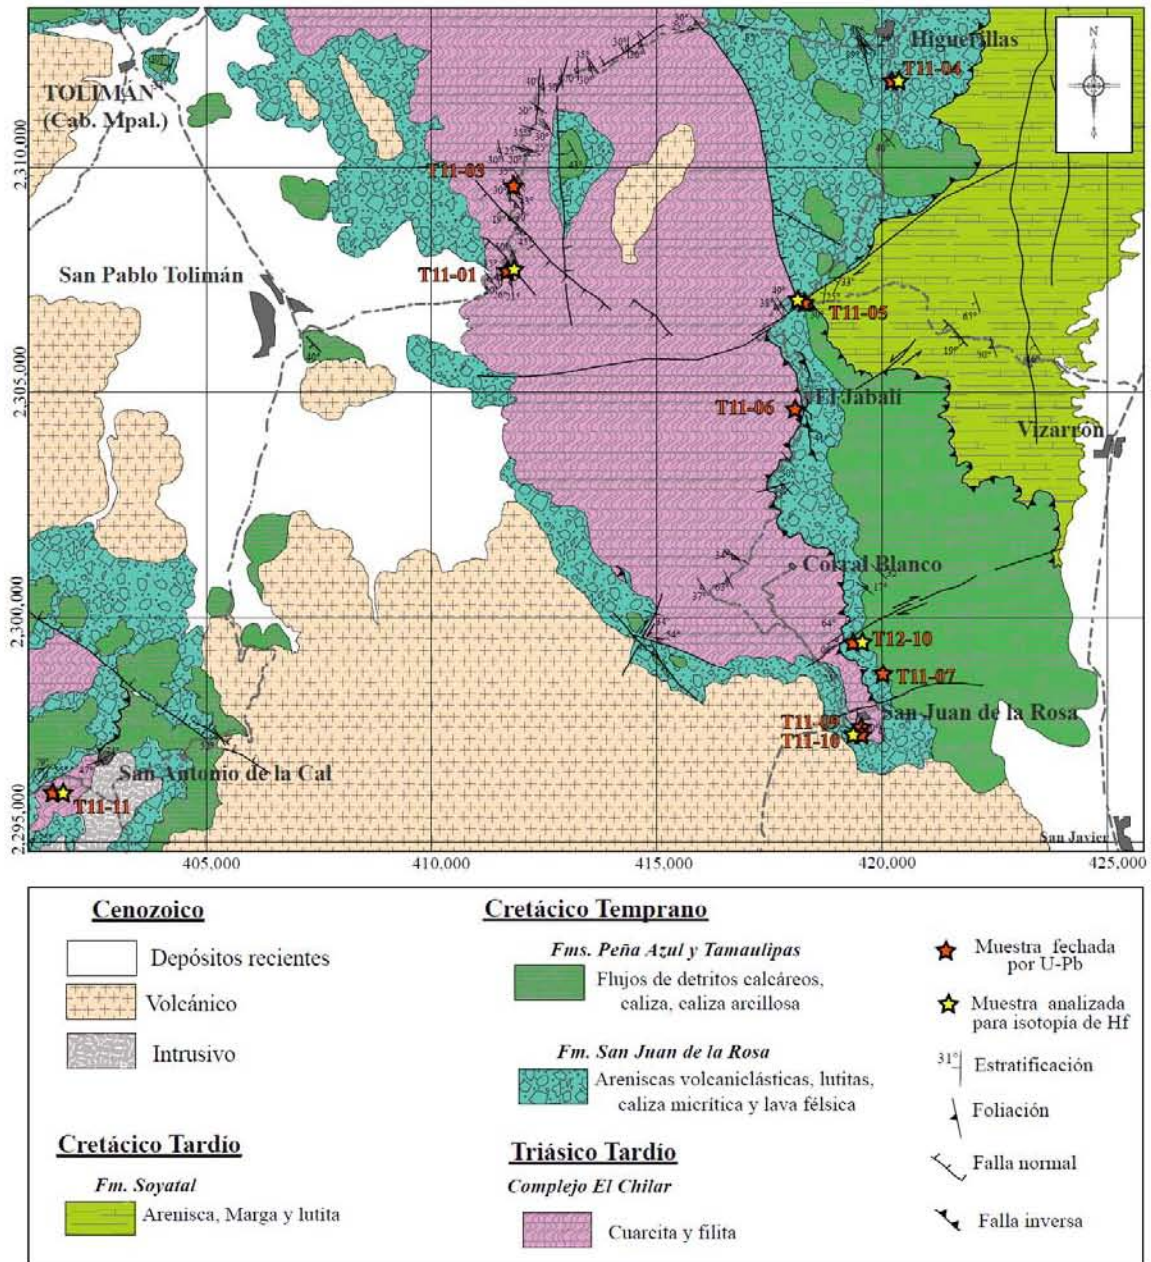 N
Higuerillas
T11-04
TOLIMÁN
(Cab. Mpal.)
2,310,000
T11-03
San Pablo Tolimán
T11-01
T11-05
2,305,000
El Jabalí
T11-06
Vizarrón
Corral Blanco
2,300,000
T12-10
T11-07
San Juan de la Rosa
T11-09
T11-10
San Antonio de la Cal
T11-11
2,295,000
San Javier
405,000 410,000 415,000 420,000 425,000
Cenozoico
Depósitos recientes
Volcánico
Intrusivo
Cretácico Tardío
Fm. Soyatal
Arenisca, Marga y lutita
Cretácico Temprano
Fms. Peña Azul y Tamaulipas
Flujos de detritos calcáreos,
caliza, caliza arcillosa
Fm. San Juan de la Rosa
Areniscas volcaniclásticas, lutitas,
caliza micrítica y lava félsica
Triásico Tardío
Complejo El Chilar
Cuarcita y filita
Muestra fechada
por U-Pb
Muestra analizada
para isotopía de Hf
31° Estratificación
Foliación
Falla normal
Falla inversa